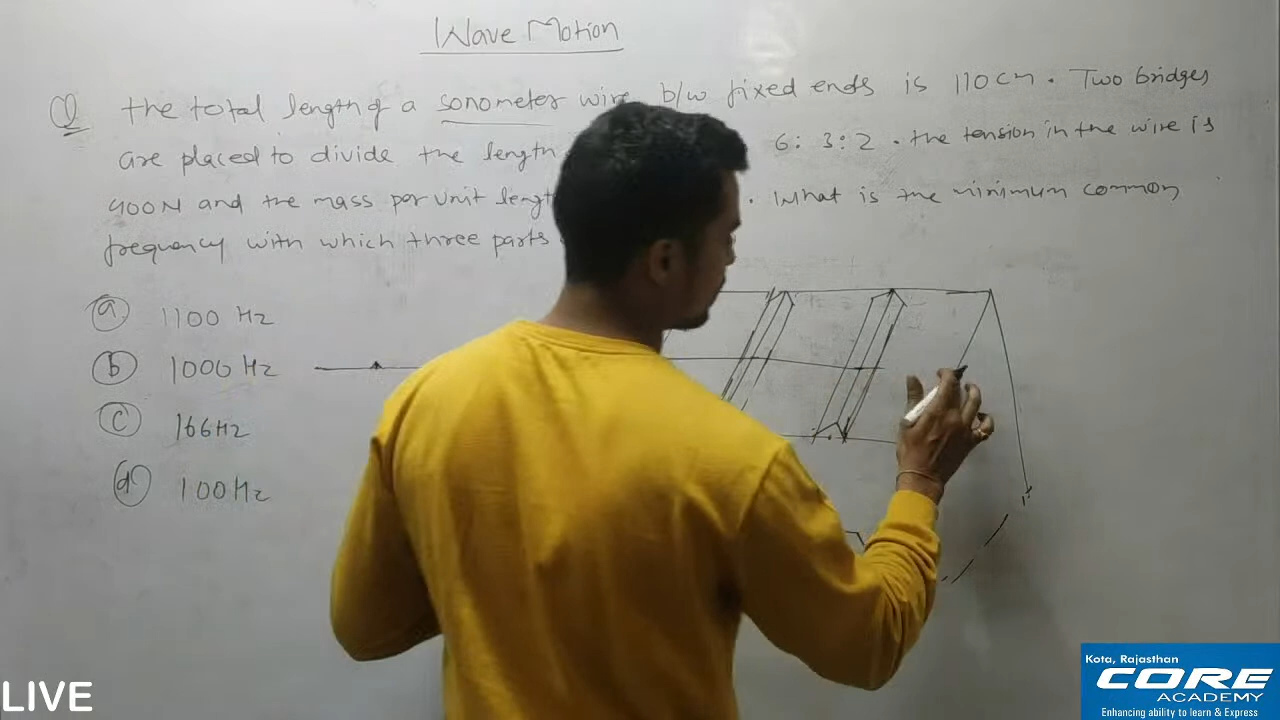 Wave Motion
Q the total length of a sonometer wire b/w fixed ends is 110cm. Two bridges
are placed to divide the length 6:3:2. the tension in the wire is
400N and the mass per unit lengt . What is the minimum common
frequency with which three parts
(a) 1100 Hz
(b) 1000 Hz
(c) 166Hz
(d) 100Hz
LIVE
Kota, Rajasthan
CORE
ACADEMY
Enhancing ability to learn & Express